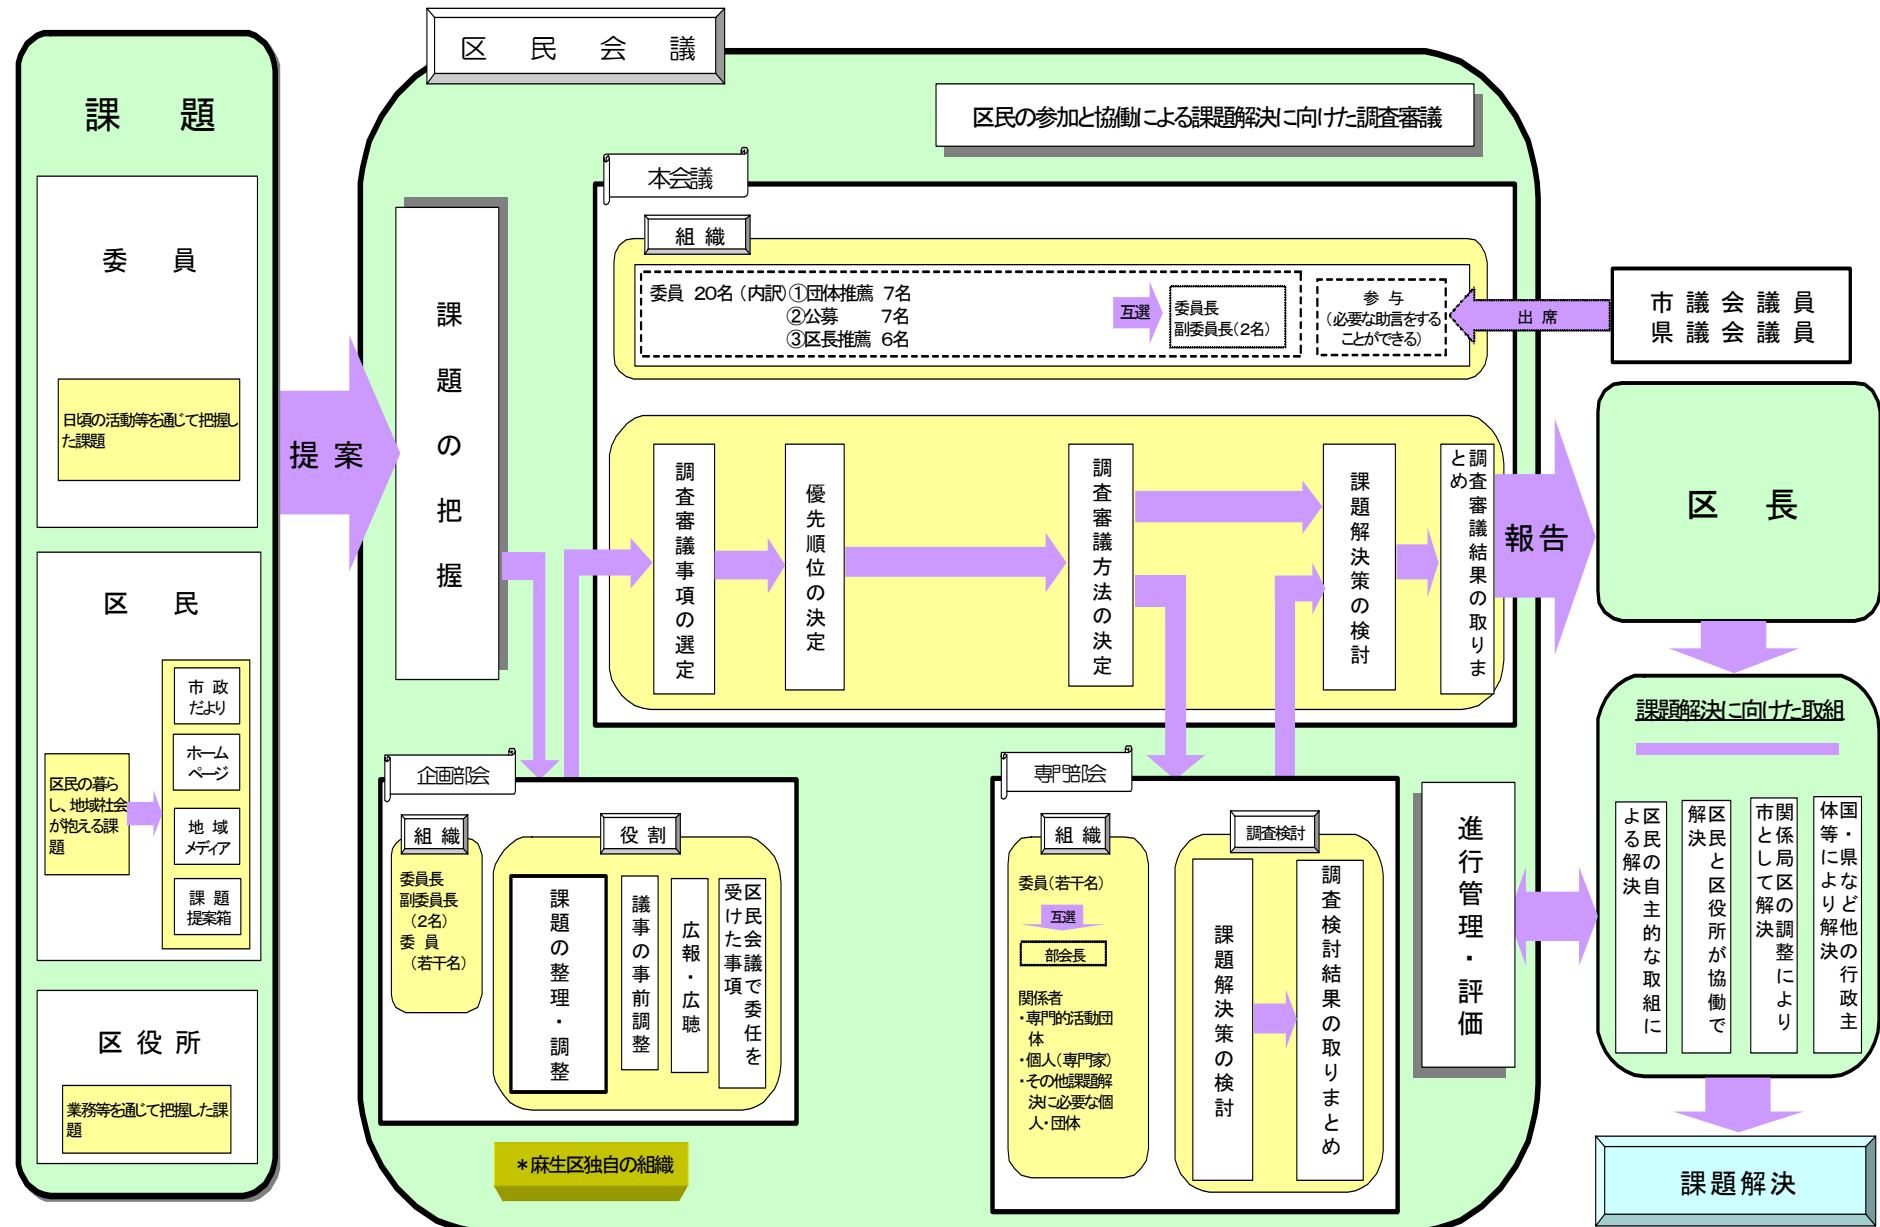 課題
委員
日頃の活動等を通じて把握し
た課題
区民
区民の暮ら
し、地域社会
が抱える課
題
市政
だより
ホーム
ページ
地域
メディア
課題
提案箱
区役所
業務等を通じて把握した課
題
提案
区民会議
区民の参加と協働による課題解決に向けた調査審議
課題の把握
本会議
組織
委員 20名(内訳)①団体推薦 7名
②公募 7名
③区長推薦 6名
互選
委員長
副委員長(2名)
参与
(必要な助言をする
ことができる)
出席
市議会議員
県議会議員
調査審議事項の選定
優先順位の決定
調査審議方法の決定
課題解決策の検討
調査審議結果の取りま
とめ
報告
区長
企画部会
組織
委員長
副委員長
(2名)
委員
(若干名)
役割
課題の整理・調整
議事の事前調整
広報・広聴
区民会議で委任を
受けた事項
*麻生区独自の組織
専門部会
組織
委員(若干名)
互選
部会長
関係者
・専門的活動団
体
・個人(専門家)
・その他課題解
決に必要な個
人・団体
調査検討
課題解決策の検討
調査検討結果の取りまとめ
進行管理・評価
課題解決に向けた取組
区民の自主的な取組に
よる解決
区民と区役所が協働で
解決
関係局区の調整により
市として解決
国・県など他の行政主
体等により解決
課題解決